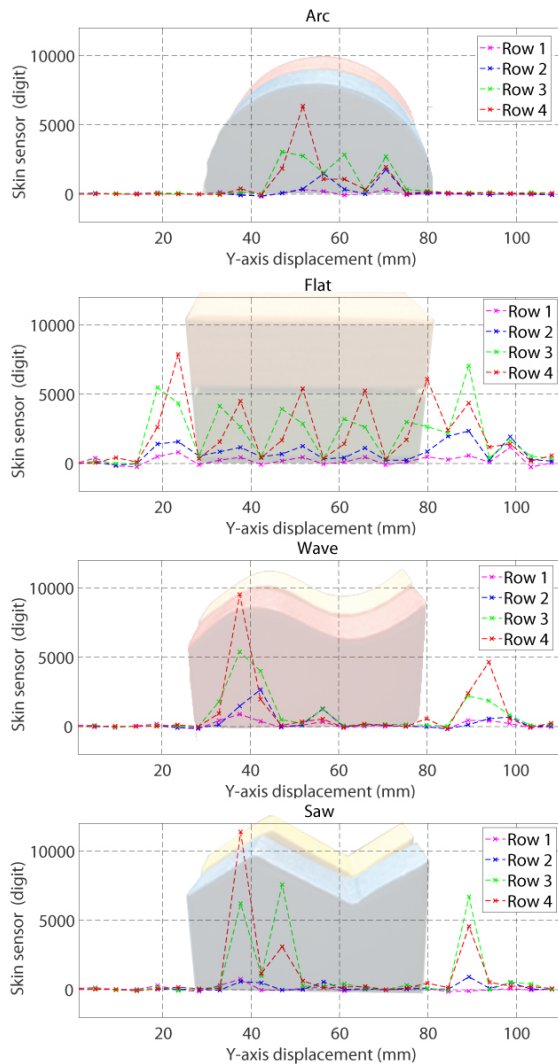 Arc
10000
5000
0
Skin sensor (digit)
Row 1
Row 2
Row 3
Row 4
20 40 60 80 100
Y-axis displacement (mm)
Flat
10000
5000
0
Skin sensor (digit)
Row 1
Row 2
Row 3
Row 4
20 40 60 80 100
Y-axis displacement (mm)
Wave
10000
5000
0
Skin sensor (digit)
Row 1
Row 2
Row 3
Row 4
20 40 60 80 100
Y-axis displacement (mm)
Saw
10000
5000
0
Skin sensor (digit)
Row 1
Row 2
Row 3
Row 4
20 40 60 80 100
Y-axis displacement (mm)